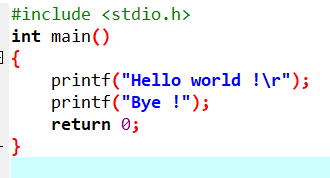 #include <stdio.h>
int main()
{
    printf("Hello world !\r");
    printf("Bye !");
    return 0;
}